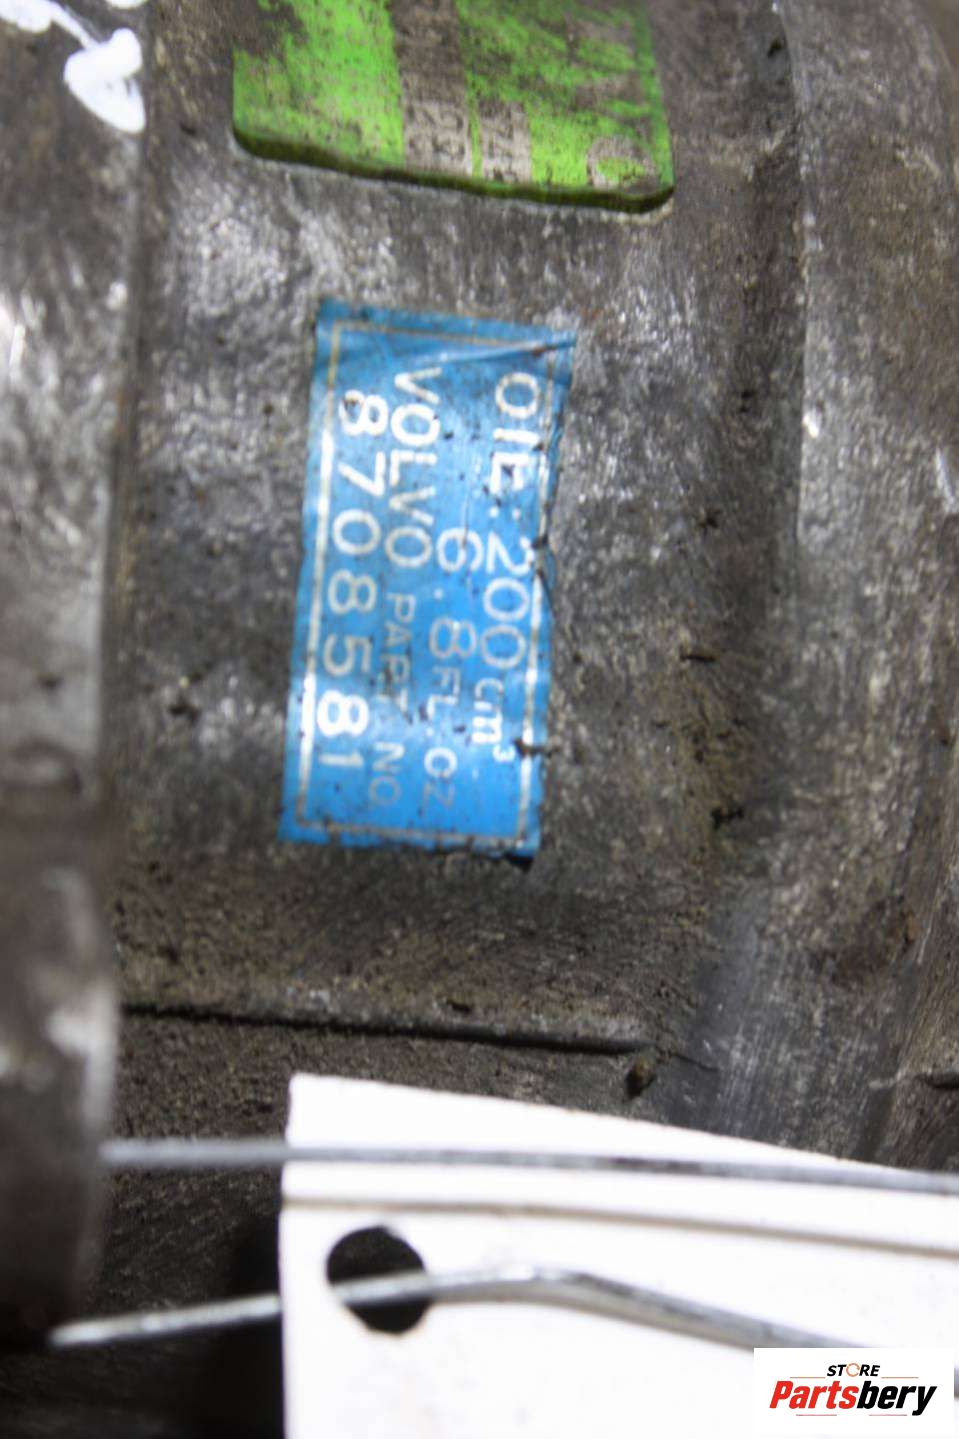 OIL:200cm³
6.8FL.OZ
VOLVO PART NO.
8708581
STORE
Partsbery